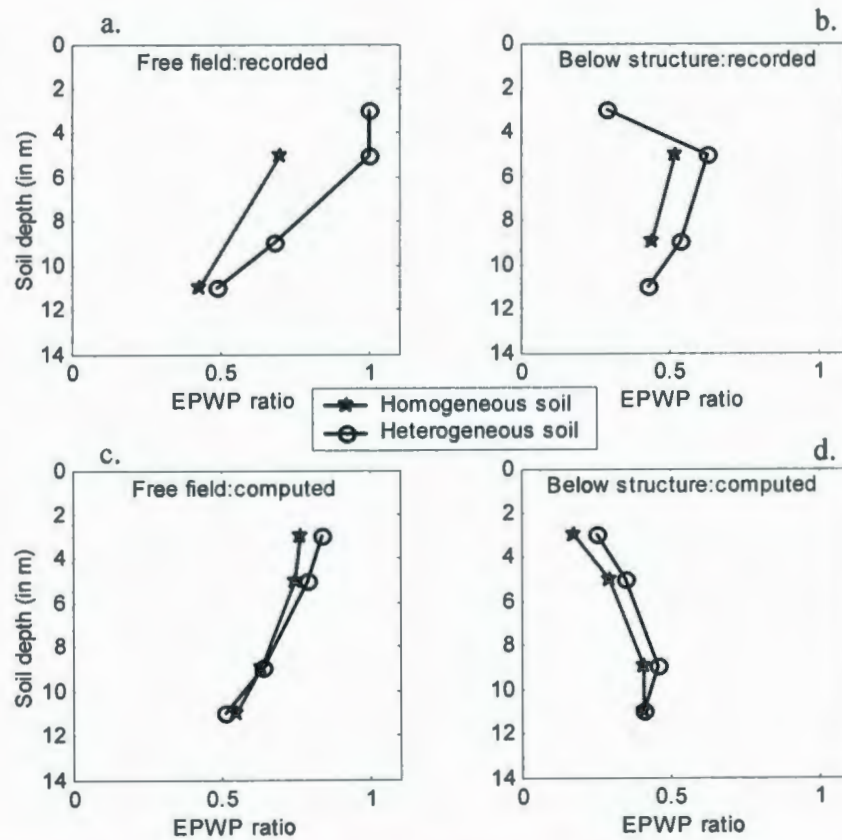 a.
0
2
4
6
8
10
12
14
Soil depth (in m)
Free field:recorded
0
0.5
1
EPWP ratio
b.
0
2
4
6
8
10
12
14
Below structure:recorded
0
0.5
1
EPWP ratio
Homogeneous soil
Heterogeneous soil
c.
0
2
4
6
8
10
12
14
Soil depth (in m)
Free field:computed
0
0.5
1
EPWP ratio
d.
0
2
4
6
8
10
12
14
Below structure:computed
0
0.5
1
EPWP ratio